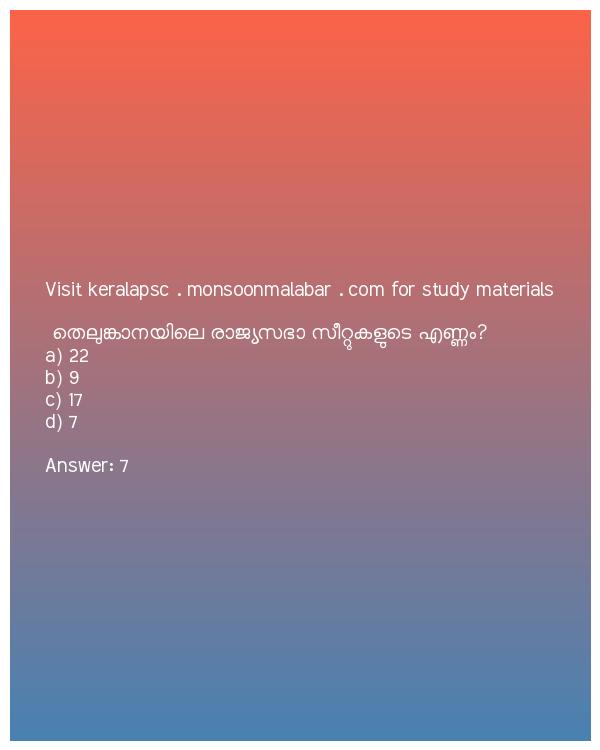 Visit keralapsc . monsoonmalabar . com for study materials
തെലുങ്കാനയിലെ രാജ്യസഭാ സീറ്റുകളുടെ എണ്ണം?
a) 22
b) 9
c) 17
d) 7
Answer: 7